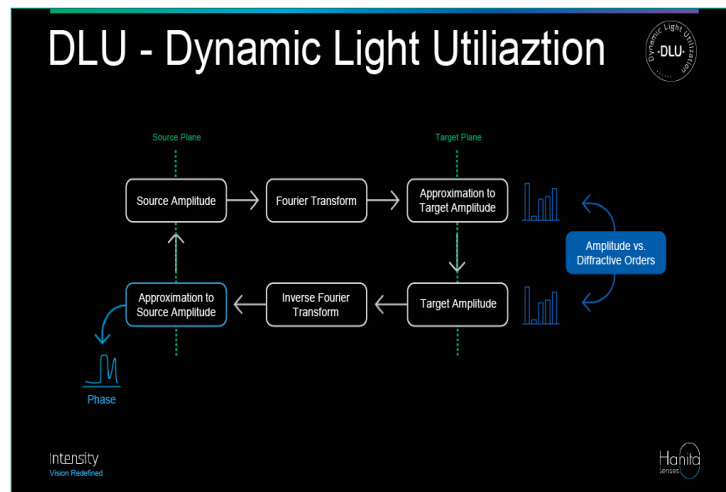 DLU - Dynamic Light Utiliaztion
Dynamic Light Utilization
·DLU·
Source Plane
Target Plane
Source Amplitude
Fourier Transform
Approximation to
Target Amplitude
Amplitude vs.
Diffractive Orders
Approximation to
Source Amplitude
Inverse Fourier
Transform
Target Amplitude
Phase
Intensity
Vision Redefined
Hanita
lenses